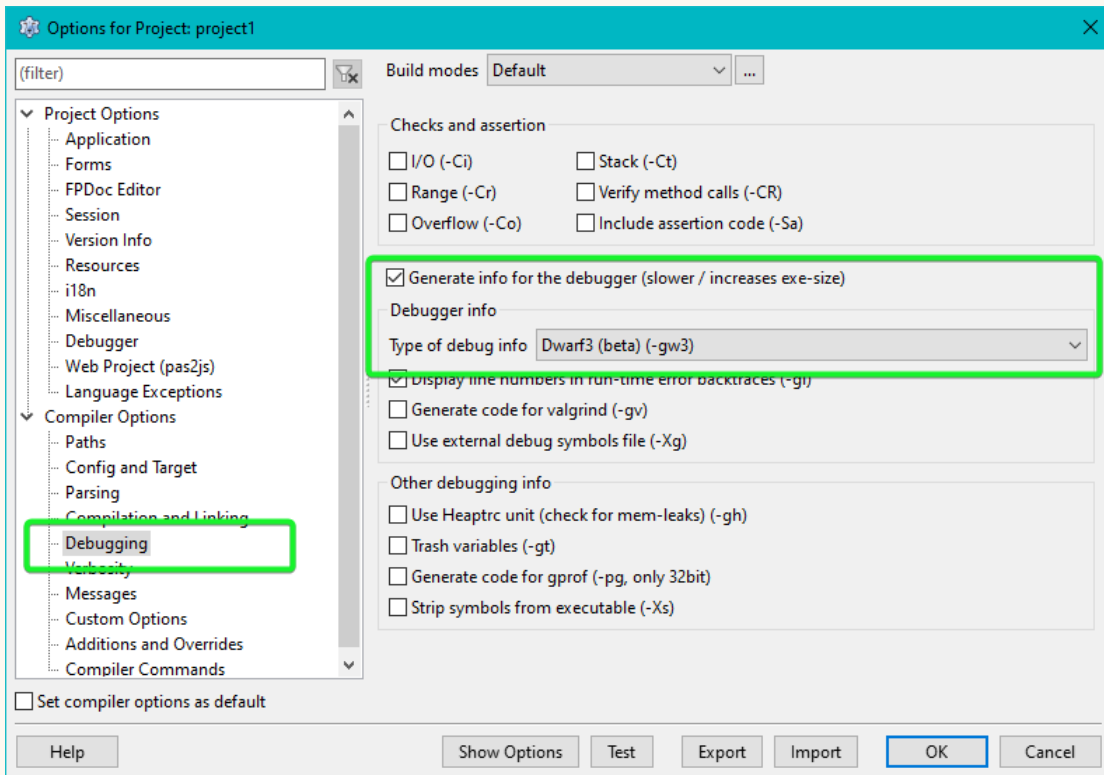 Options for Project: project1
(filter)
Build modes Default ...
Project Options
Application
Forms
FPDoc Editor
Session
Version Info
Resources
i18n
Miscellaneous
Debugger
Web Project (pas2js)
Language Exceptions
Compiler Options
Paths
Config and Target
Parsing
Compilation and Linking
Debugging
Verbosity
Messages
Custom Options
Additions and Overrides
Compiler Commands
Checks and assertion
I/O (-Ci) Stack (-Ct)
Range (-Cr) Verify method calls (-CR)
Overflow (-Co) Include assertion code (-Sa)
Generate info for the debugger (slower / increases exe-size)
Debugger info
Type of debug info Dwarf3 (beta) (-gw3)
Display line numbers in run-time error backtraces (-gl)
Generate code for valgrind (-gv)
Use external debug symbols file (-Xg)
Other debugging info
Use Heaptrc unit (check for mem-leaks) (-gh)
Trash variables (-gt)
Generate code for gprof (-pg, only 32bit)
Strip symbols from executable (-Xs)
Set compiler options as default
Help Show Options Test Export Import OK Cancel